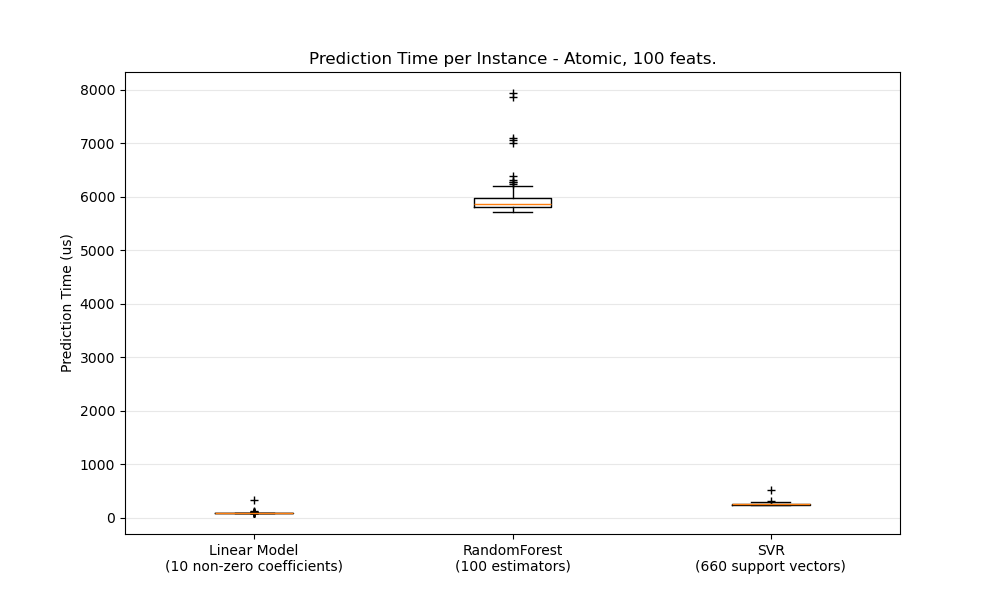 Prediction Time per Instance - Atomic, 100 feats.
Prediction Time (us)
8000
7000
6000
5000
4000
3000
2000
1000
0
Linear Model
(10 non-zero coefficients)
RandomForest
(100 estimators)
SVR
(660 support vectors)